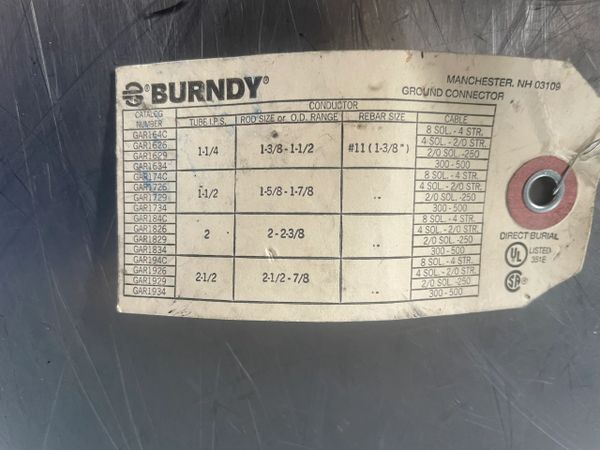 BURNDY®
MANCHESTER, NH 03109
GROUND CONNECTOR
CATALOG NUMBER
CONDUCTOR
TUBE I.P.S. ROD SIZE or O.D. RANGE REBAR SIZE CABLE
GAR164C 8 SOL. - 4 STR.
GAR1626 4 SOL. - 2/0 STR.
1-1/4 1-3/8 - 1-1/2 #11 ( 1-3/8" )
GAR1629 2/0 SOL. -250
GAR1634 300 - 500
GAR174C 8 SOL. - 4 STR.
GAR1726 4 SOL. - 2/0 STR.
1-1/2 1-5/8 - 1-7/8 ..
GAR1729 2/0 SOL. -250
GAR1734 300 - 500
GAR184C 8 SOL. - 4 STR.
GAR1826 4 SOL. - 2/0 STR.
2 2 - 2-3/8 ..
GAR1829 2/0 SOL. -250
GAR1834 300 - 500
GAR194C 8 SOL. - 4 STR.
GAR1926 4 SOL. - 2/0 STR.
2-1/2 2-1/2 - 7/8 ..
GAR1929 2/0 SOL. -250
GAR1934 300 - 500
DIRECT BURIAL
UL LISTED
351E
SA ®